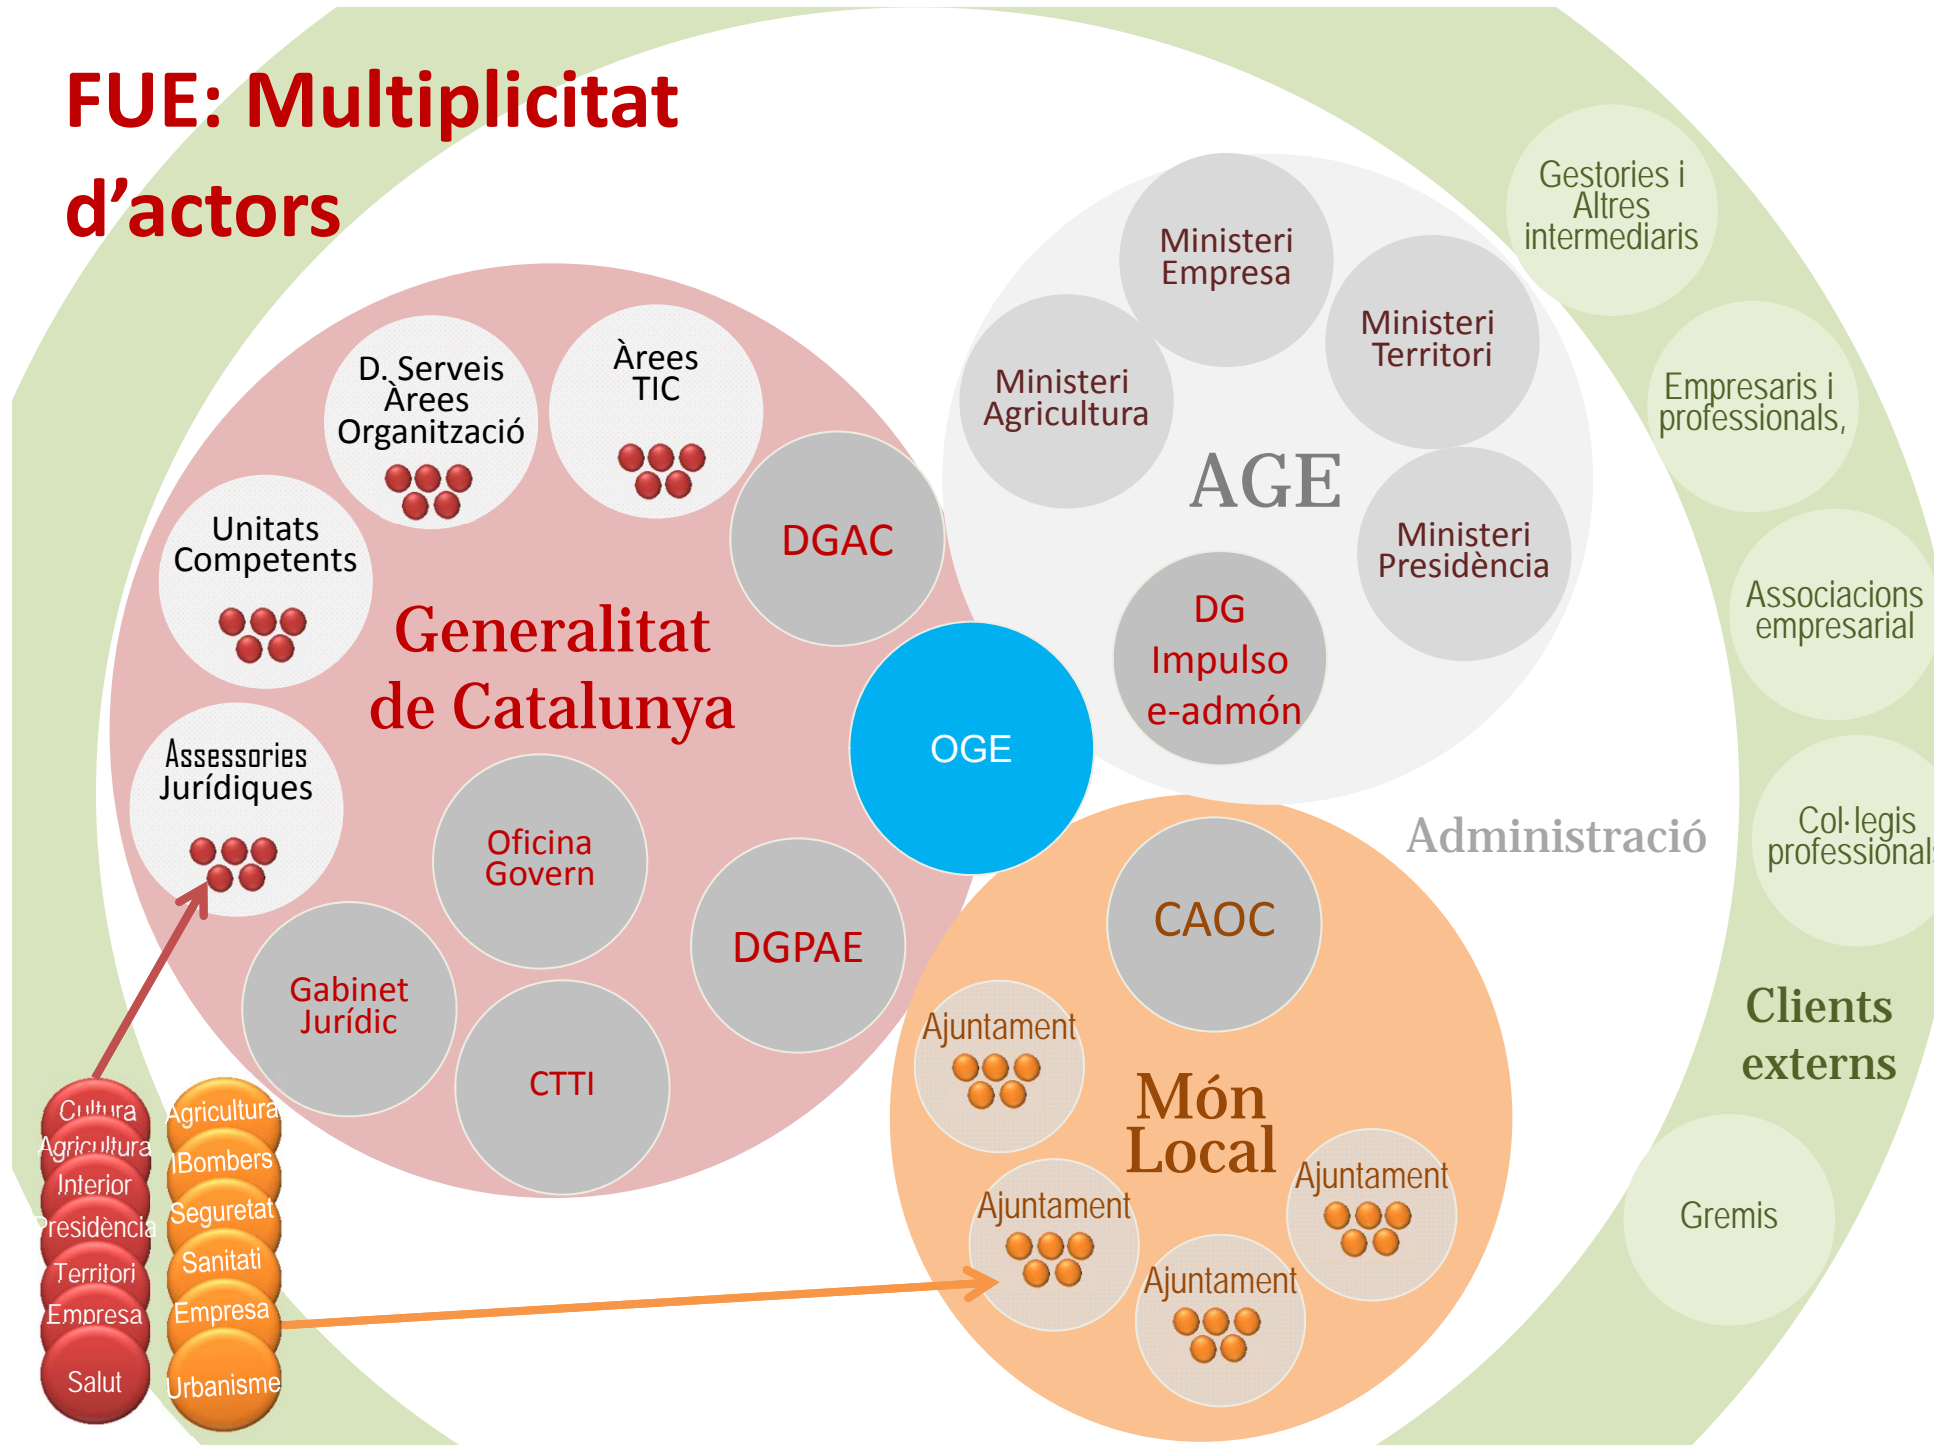 FUE: Multiplicitat
d’actors
D. Serveis
Àrees
Organització
Àrees
TIC
Unitats
Competents
DGAC
Generalitat
de Catalunya
Assessories
Jurídiques
Oficina
Govern
DGPAE
Gabinet
Jurídic
CTTI
OGE
Ministeri
Empresa
Ministeri
Territori
Ministeri
Agricultura
AGE
Ministeri
Presidència
DG
Impulso
e-admón
Administració
CAOC
Ajuntament
Món
Local
Ajuntament
Ajuntament
Ajuntament
Gestories i
Altres
intermediaris
Empresaris i
professionals,
Associacions
empresarial
Col·legis
professionals
Clients
externs
Gremis
Cultura
Agricultura
Interior
Presidència
Territori
Empresa
Salut
Agricultura
IBombers
Seguretat
Sanitati
Empresa
Urbanisme